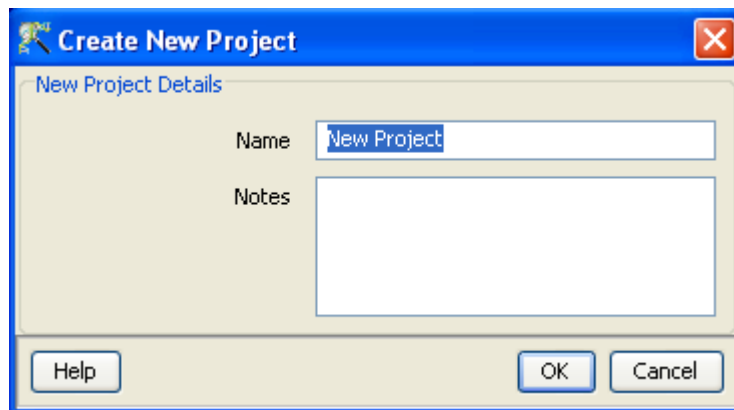 Create New Project
New Project Details
Name
New Project
Notes
Help
OK
Cancel